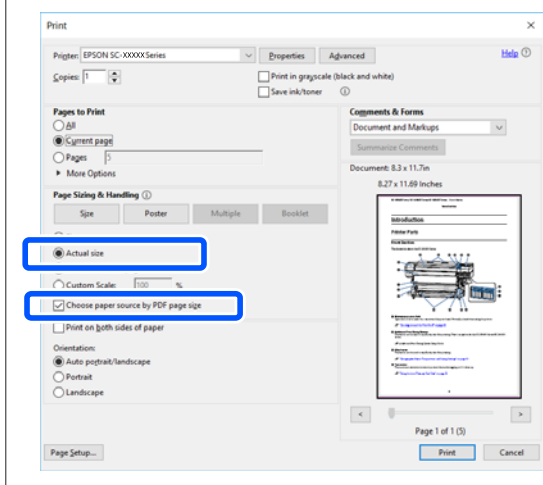 Print
Printer: EPSON SC-XXXXX Series Properties Advanced Help
Copies: 1 Print in grayscale (black and white)
Save ink/toner
Pages to Print
All
Current page
Pages 5
More Options
Comments & Forms
Document and Markups
Summarize Comments
Page Sizing & Handling
Size Poster Multiple Booklet
Actual size
Custom Scale: 100 %
Choose paper source by PDF page size
Print on both sides of paper
Orientation:
Auto portrait/landscape
Portrait
Landscape
Document: 8.3 x 11.7in
8.27 x 11.69 Inches
Introduction
Printer Parts
Front Section
< >
Page 1 of 1 (5)
Page Setup... Print Cancel